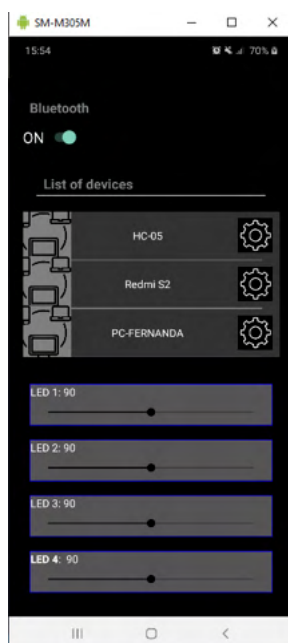 SM-M305M
15:54
70%
Bluetooth
ON
List of devices
HC-05
Redmi S2
PC-FERNANDA
LED 1: 90
LED 2: 90
LED 3: 90
LED 4: 90